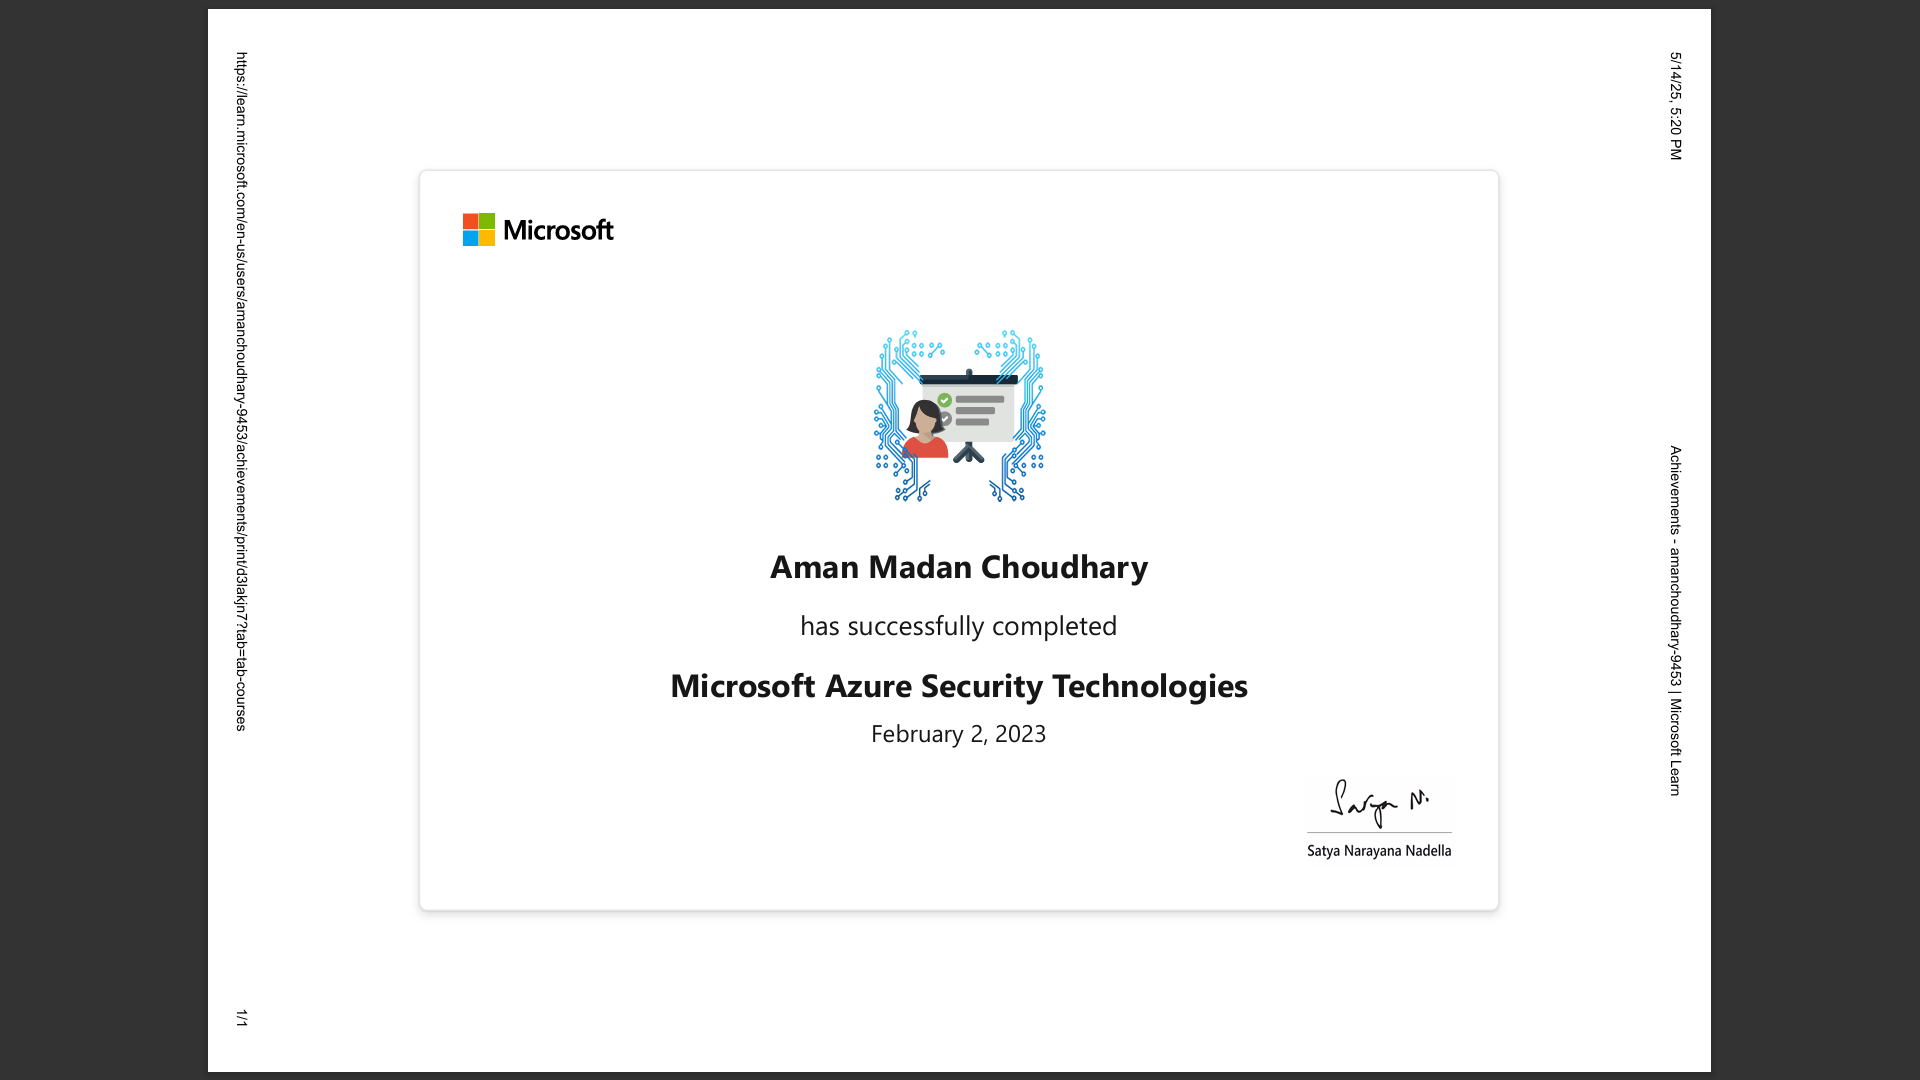 5/14/25, 5:20 PM
Achievements - amanchoudhary-9453 | Microsoft Learn
Microsoft
Aman Madan Choudhary
has successfully completed
Microsoft Azure Security Technologies
February 2, 2023
Satya N.
Satya Narayana Nadella
https://learn.microsoft.com/en-us/users/amanchoudhary-9453/achievements/print/d3lakjn7?tab=tab-courses
1/1